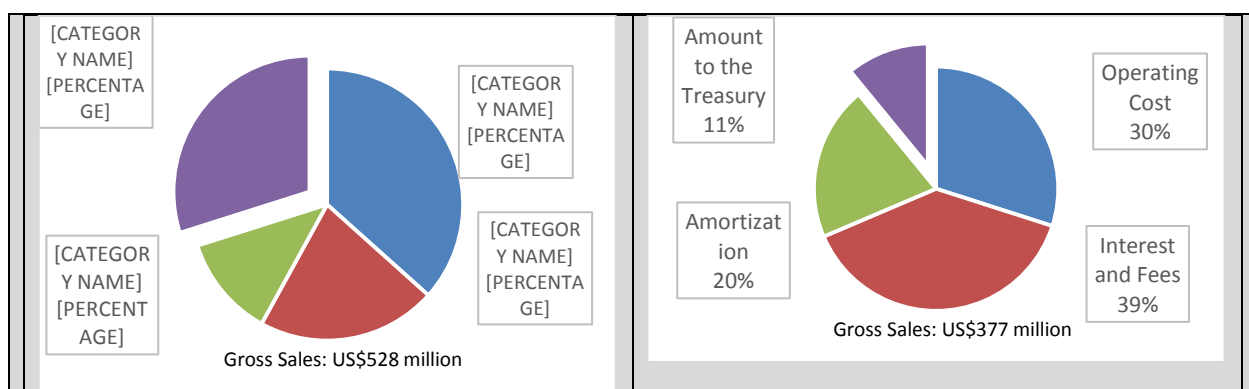 [CATEGOR
Y NAME]
[PERCENTA
GE]
[CATEGOR
Y NAME]
[PERCENTA
GE]
[CATEGOR
Y NAME]
[PERCENT
AGE]
[CATEGOR
Y NAME]
[PERCENTA
GE]
Gross Sales: US$528 million
Amount
to the
Treasury
11%
Operating
Cost
30%
Amortizat
ion
20%
Interest
and Fees
39%
Gross Sales: US$377 million